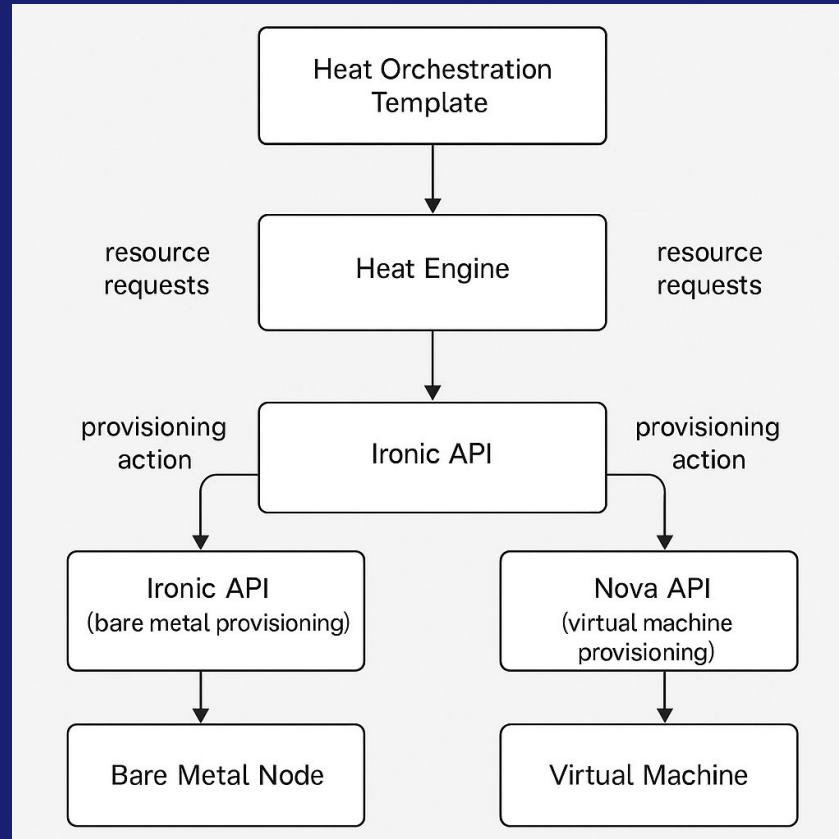 Heat Orchestration
Template
resource
requests
Heat Engine
resource
requests
provisioning
action
Ironic API
provisioning
action
Ironic API
(bare metal provisioning)
Nova API
(virtual machine
provisioning)
Bare Metal Node
Virtual Machine